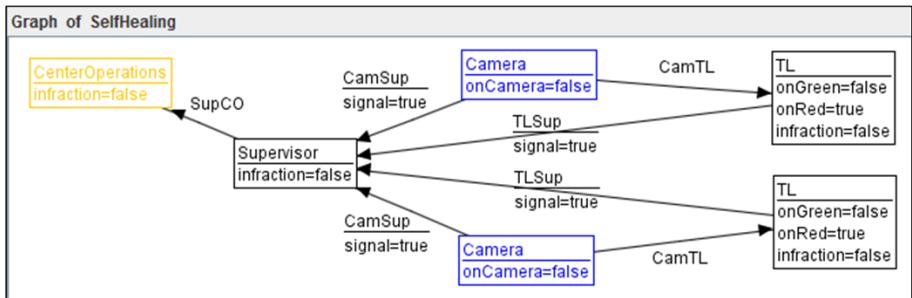 Graph of SelfHealing
CenterOperations
infraction=false
SupCO
Supervisor
infraction=false
CamSup
signal=true
Camera
onCamera=false
CamTL
TL
onGreen=false
onRed=true
infraction=false
TLSup
signal=true
TLSup
signal=true
CamSup
signal=true
Camera
onCamera=false
CamTL
TL
onGreen=false
onRed=true
infraction=false